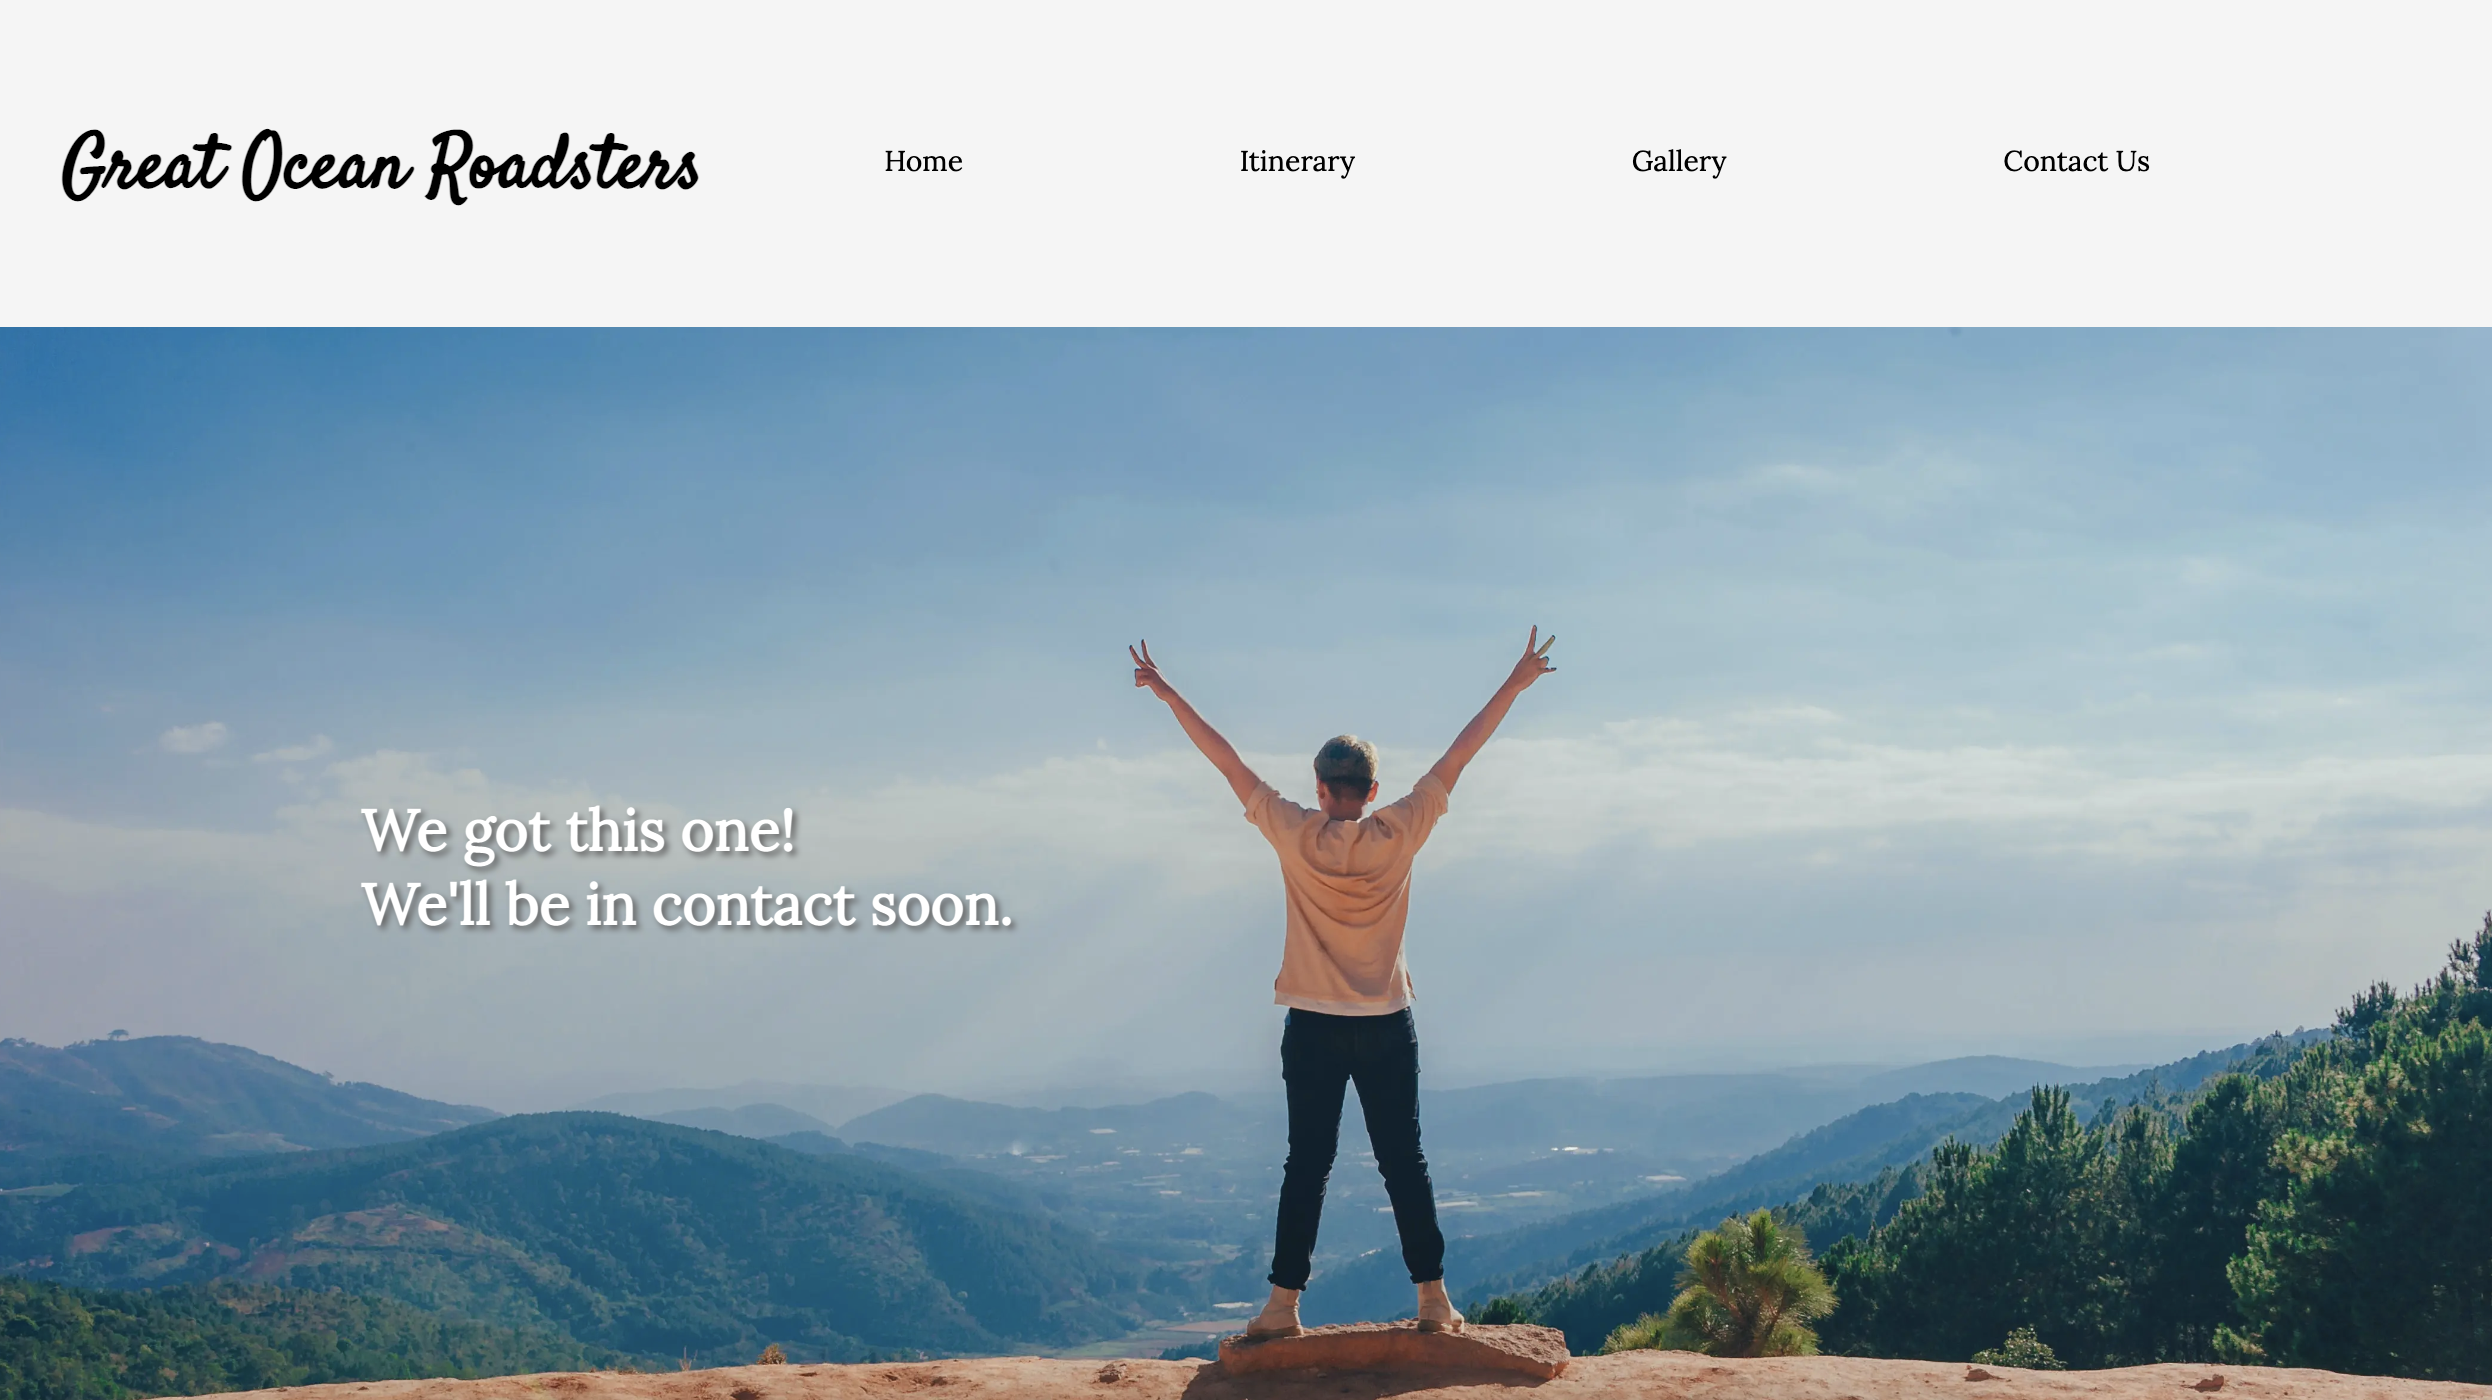 Great Ocean Roadsters
Home
Itinerary
Gallery
Contact Us
We got this one!
We'll be in contact soon.